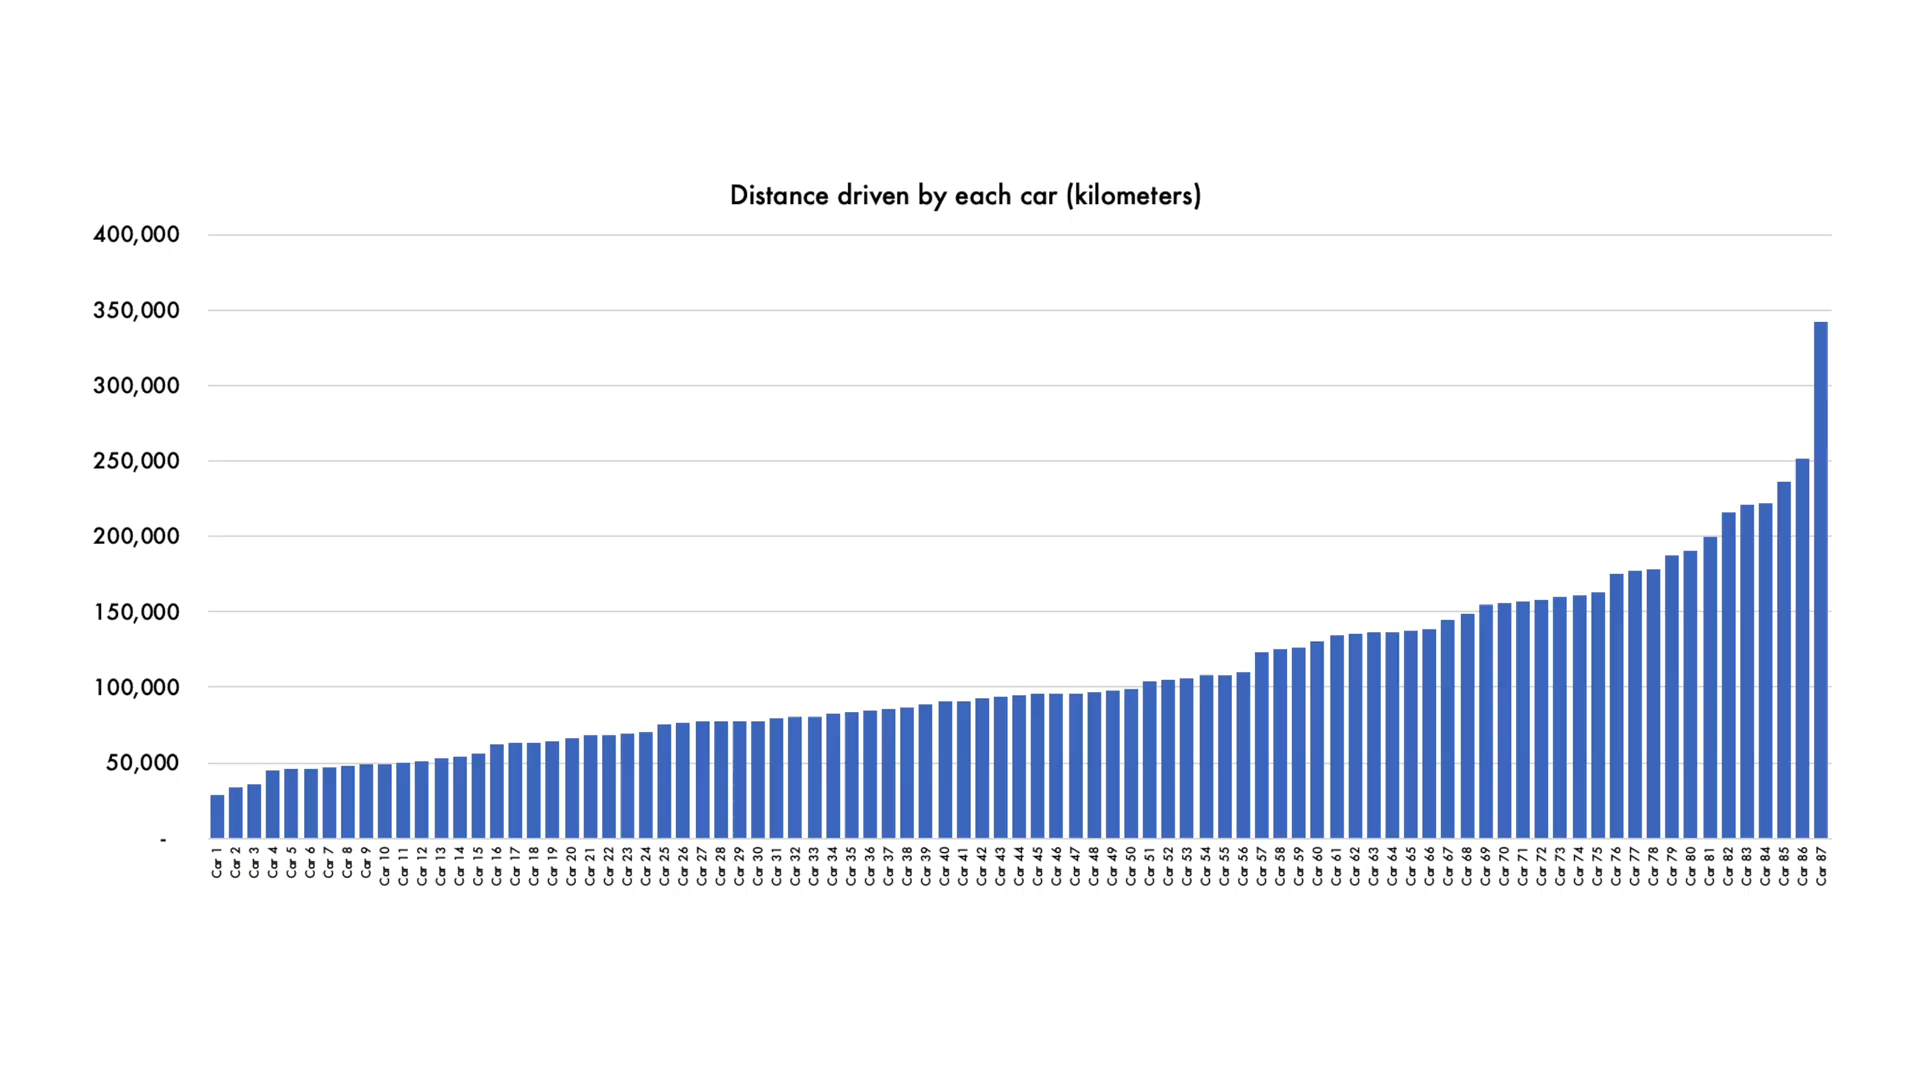 Distance driven by each car (kilometers)
400,000
350,000
300,000
250,000
200,000
150,000
100,000
50,000
-
Car 1
Car 2
Car 3
Car 4
Car 5
Car 6
Car 7
Car 8
Car 9
Car 10
Car 11
Car 12
Car 13
Car 14
Car 15
Car 16
Car 17
Car 18
Car 19
Car 20
Car 21
Car 22
Car 23
Car 24
Car 25
Car 26
Car 27
Car 28
Car 29
Car 30
Car 31
Car 32
Car 33
Car 34
Car 35
Car 36
Car 37
Car 38
Car 39
Car 40
Car 41
Car 42
Car 43
Car 44
Car 45
Car 46
Car 47
Car 48
Car 49
Car 50
Car 51
Car 52
Car 53
Car 54
Car 55
Car 56
Car 57
Car 58
Car 59
Car 60
Car 61
Car 62
Car 63
Car 64
Car 65
Car 66
Car 67
Car 68
Car 69
Car 70
Car 71
Car 72
Car 73
Car 74
Car 75
Car 76
Car 77
Car 78
Car 79
Car 80
Car 81
Car 82
Car 83
Car 84
Car 85
Car 86
Car 87